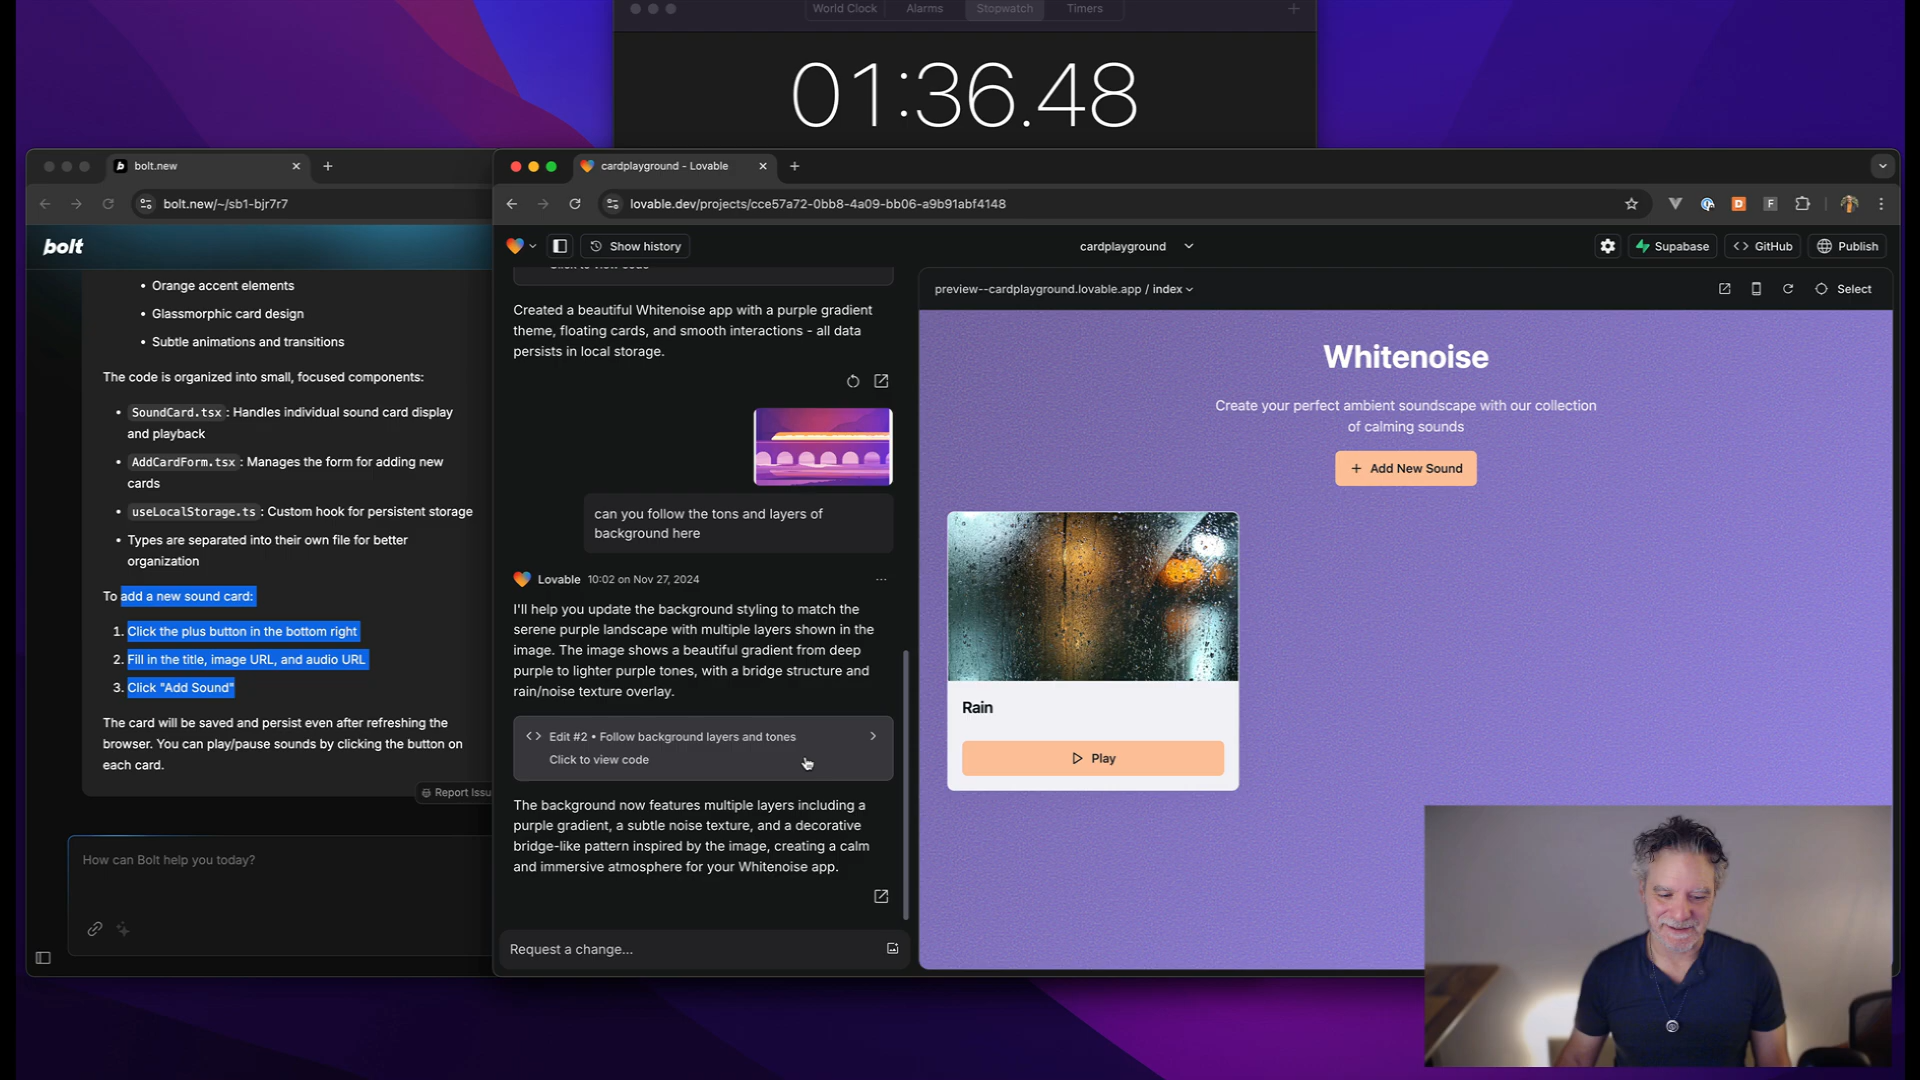 World Clock
Alarms
Stopwatch
Timers
01:36.48
bolt.new
bolt.new/~/sb1-bjr7r7
bolt
• Orange accent elements
• Glassmorphic card design
• Subtle animations and transitions
The code is organized into small, focused components:
• SoundCard.tsx: Handles individual sound card display
and playback
• AddCardForm.tsx: Manages the form for adding new
cards
• useLocalStorage.ts: Custom hook for persistent storage
• Types are separated into their own file for better
organization
To add a new sound card:
1. Click the plus button in the bottom right
2. Fill in the title, image URL, and audio URL
3. Click "Add Sound"
The card will be saved and persist even after refreshing the
browser. You can play/pause sounds by clicking the button on
each card.
Report Issu
How can Bolt help you today?
cardplayground - Lovable
lovable.dev/projects/cce57a72-0bb8-4a09-bb06-a9b91abf4148
Show history
cardplayground
Supabase
GitHub
Publish
Click to view code
Created a beautiful Whitenoise app with a purple gradient
theme, floating cards, and smooth interactions - all data
persists in local storage.
can you follow the tons and layers of
background here
Lovable 10:02 on Nov 27, 2024
I'll help you update the background styling to match the
serene purple landscape with multiple layers shown in the
image. The image shows a beautiful gradient from deep
purple to lighter purple tones, with a bridge structure and
rain/noise texture overlay.
Edit #2 • Follow background layers and tones
Click to view code
The background now features multiple layers including a
purple gradient, a subtle noise texture, and a decorative
bridge-like pattern inspired by the image, creating a calm
and immersive atmosphere for your Whitenoise app.
Request a change...
preview--cardplayground.lovable.app / index
Select
Whitenoise
Create your perfect ambient soundscape with our collection
of calming sounds
+ Add New Sound
Rain
Play